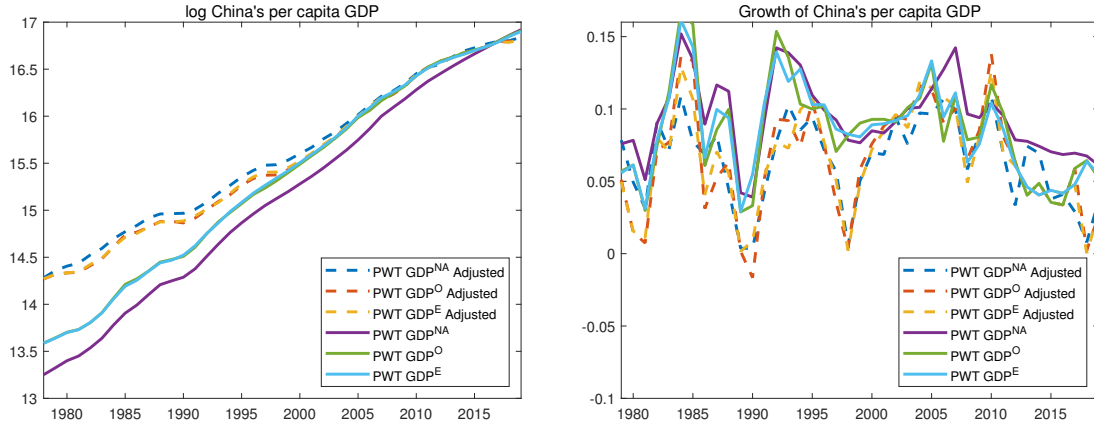 log China's per capita GDP
17
16.5
16
15.5
15
14.5
14
13.5
13
1980 1985 1990 1995 2000 2005 2010 2015
PWT GDP^NA Adjusted
PWT GDP^O Adjusted
PWT GDP^E Adjusted
PWT GDP^NA
PWT GDP^O
PWT GDP^E
Growth of China's per capita GDP
0.15
0.1
0.05
0
-0.05
-0.1
1980 1985 1990 1995 2000 2005 2010 2015
PWT GDP^NA Adjusted
PWT GDP^O Adjusted
PWT GDP^E Adjusted
PWT GDP^NA
PWT GDP^O
PWT GDP^E